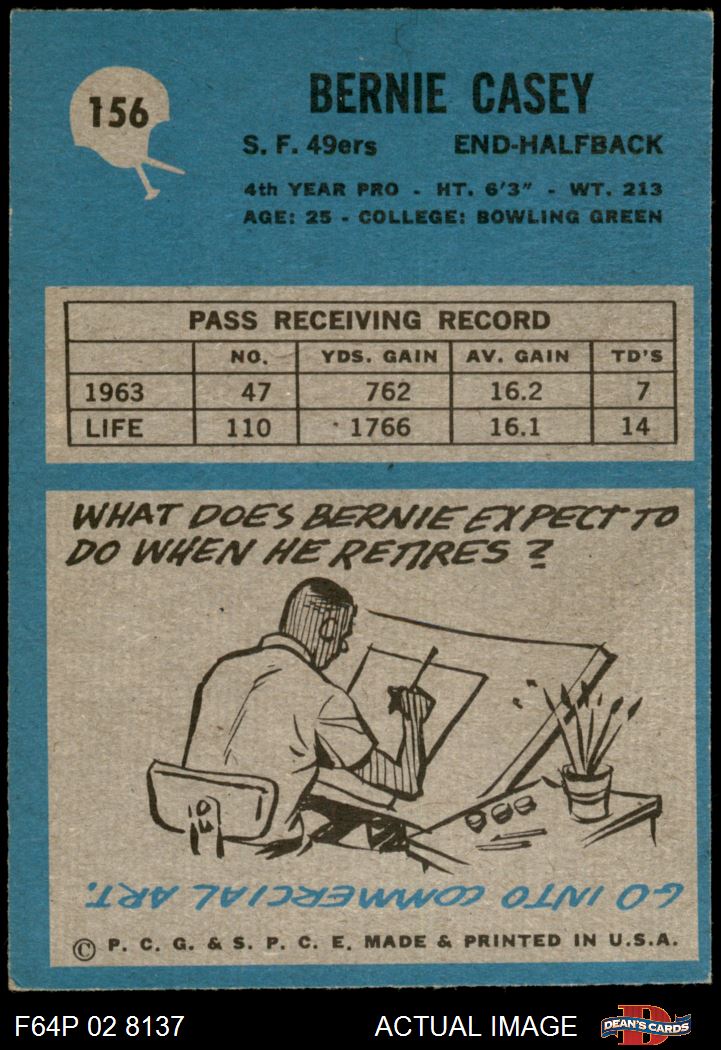 156
BERNIE CASEY
S. F. 49ers END-HALFBACK
4th YEAR PRO - HT. 6'3" - WT. 213
AGE: 25 - COLLEGE: BOWLING GREEN
PASS RECEIVING RECORD
NO. YDS. GAIN AV. GAIN TD'S
1963 47 762 16.2 7
LIFE 110 1766 16.1 14
WHAT DOES BERNIE EXPECT TO
DO WHEN HE RETIRES?
GO INTO COMMERCIAL ART.
© P. C. G. & S. P. C. E. MADE & PRINTED IN U.S.A.
F64P 02 8137 ACTUAL IMAGE D DEAN'S CARDS